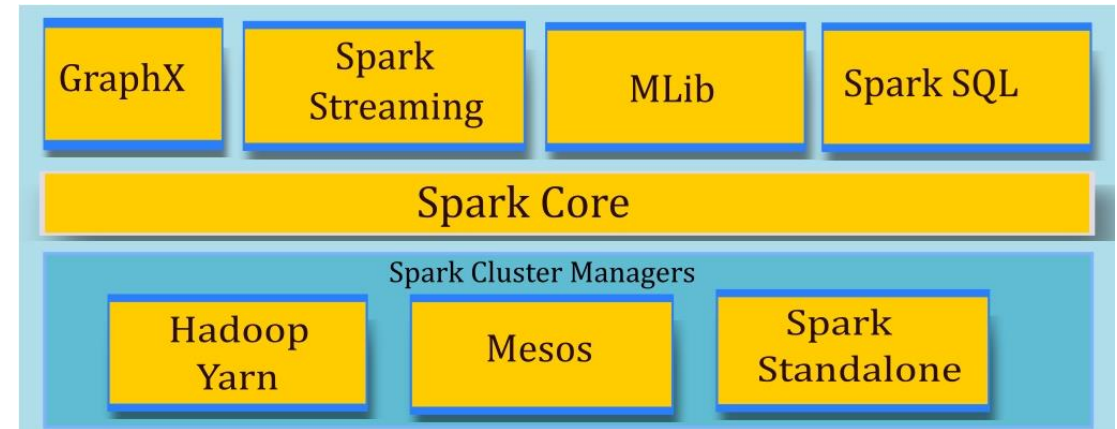 GraphX
Spark
Streaming
MLib
Spark SQL
Spark Core
Spark Cluster Managers
Hadoop
Yarn
Mesos
Spark
Standalone